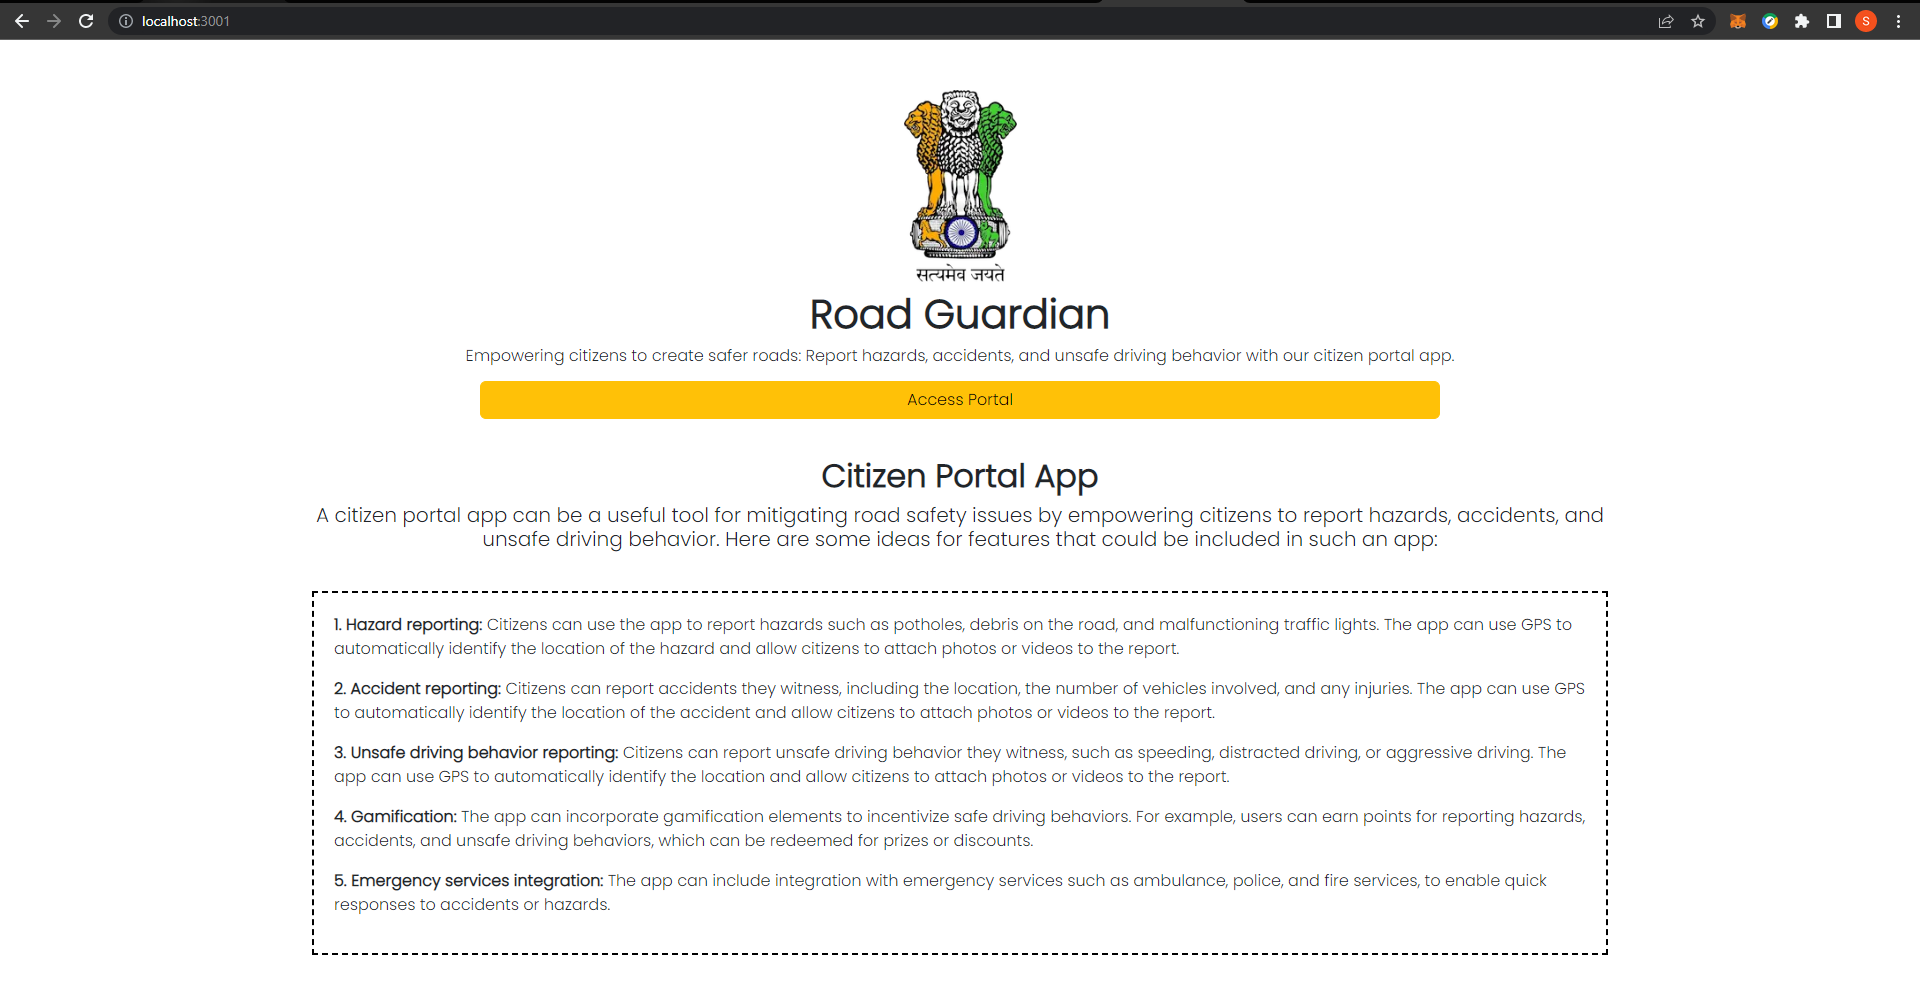 localhost:3001
S
सत्यमेव जयते
Road Guardian
Empowering citizens to create safer roads: Report hazards, accidents, and unsafe driving behavior with our citizen portal app.
Access Portal
Citizen Portal App
A citizen portal app can be a useful tool for mitigating road safety issues by empowering citizens to report hazards, accidents, and
unsafe driving behavior. Here are some ideas for features that could be included in such an app:
1. Hazard reporting: Citizens can use the app to report hazards such as potholes, debris on the road, and malfunctioning traffic lights. The app can use GPS to
automatically identify the location of the hazard and allow citizens to attach photos or videos to the report.
2. Accident reporting: Citizens can report accidents they witness, including the location, the number of vehicles involved, and any injuries. The app can use GPS
to automatically identify the location of the accident and allow citizens to attach photos or videos to the report.
3. Unsafe driving behavior reporting: Citizens can report unsafe driving behavior they witness, such as speeding, distracted driving, or aggressive driving. The
app can use GPS to automatically identify the location and allow citizens to attach photos or videos to the report.
4. Gamification: The app can incorporate gamification elements to incentivize safe driving behaviors. For example, users can earn points for reporting hazards,
accidents, and unsafe driving behaviors, which can be redeemed for prizes or discounts.
5. Emergency services integration: The app can include integration with emergency services such as ambulance, police, and fire services, to enable quick
responses to accidents or hazards.